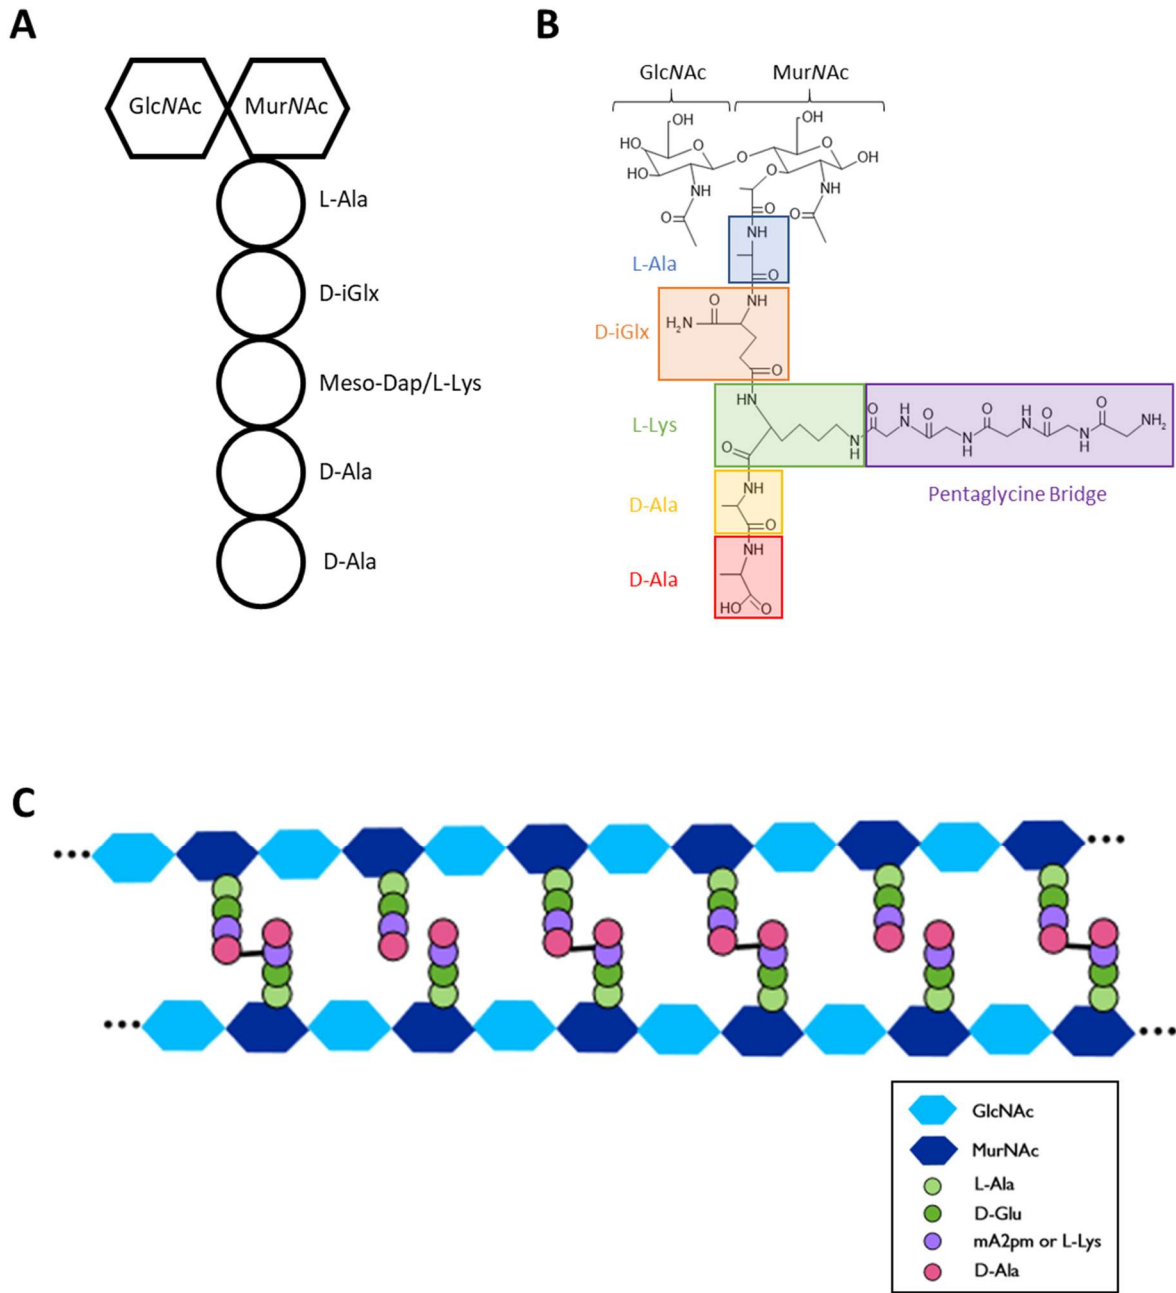 A
GlcNAc MurNAc
L-Ala
D-iGlx
Meso-Dap/L-Lys
D-Ala
D-Ala
B
GlcNAc MurNAc
OH
OH
HO
O
O
O
OH
HO
O
NH
NH
O
O
O
NH
L-Ala
O
NH
O
H2N
D-iGlx
O
HN
L-Lys
O
N
H
O
H
N
O
N
H
O
H
N
O
N
H
O
NH2
Pentaglycine Bridge
NH
D-Ala
O
NH
D-Ala
HO
O
C
GlcNAc
MurNAc
L-Ala
D-Glu
mA2pm or L-Lys
D-Ala